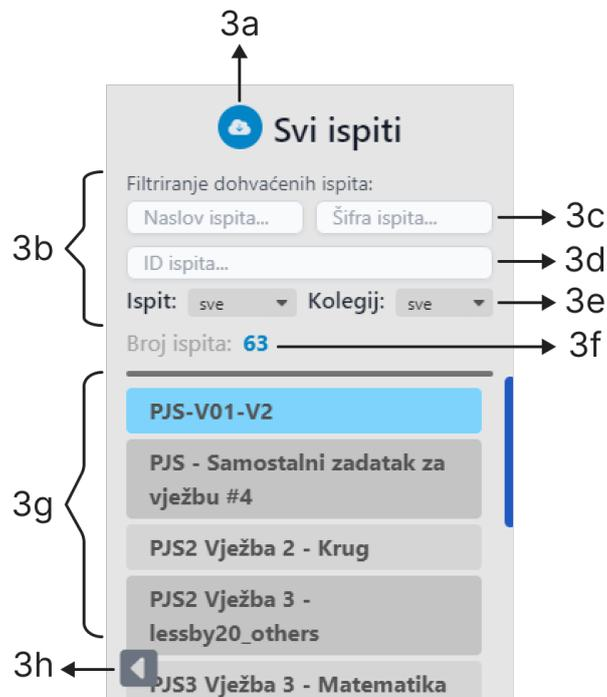 3a
Svi ispiti
3b
Filtriranje dohvaćenih ispita:
Naslov ispita... Šifra ispita... 3c
ID ispita... 3d
Ispit: sve Kolegij: sve 3e
Broj ispita: 63 3f
3g
PJS-V01-V2
PJS - Samostalni zadatak za
vježbu #4
PJS2 Vježba 2 - Krug
PJS2 Vježba 3 -
lessby20_others
3h
PJS3 Vježba 3 - Matematika